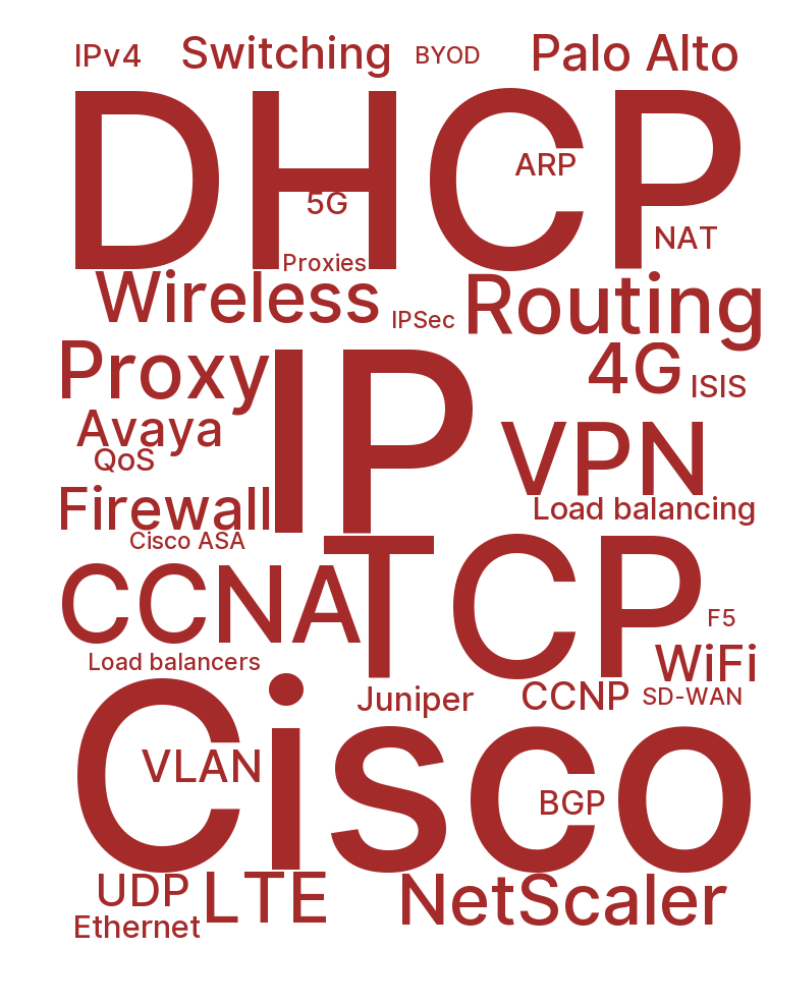 IPv4 Switching BYOD Palo Alto
DHCP
ARP
5G
NAT
Proxies
Wireless IPSec Routing
Proxy IP 4G ISIS
Avaya VPN
QoS
Firewall Load balancing
Cisco ASA
CCNA TCP F5
Load balancers WiFi
Juniper CCNP SD-WAN
Cisco
VLAN
BGP
UDP LTE NetScaler
Ethernet